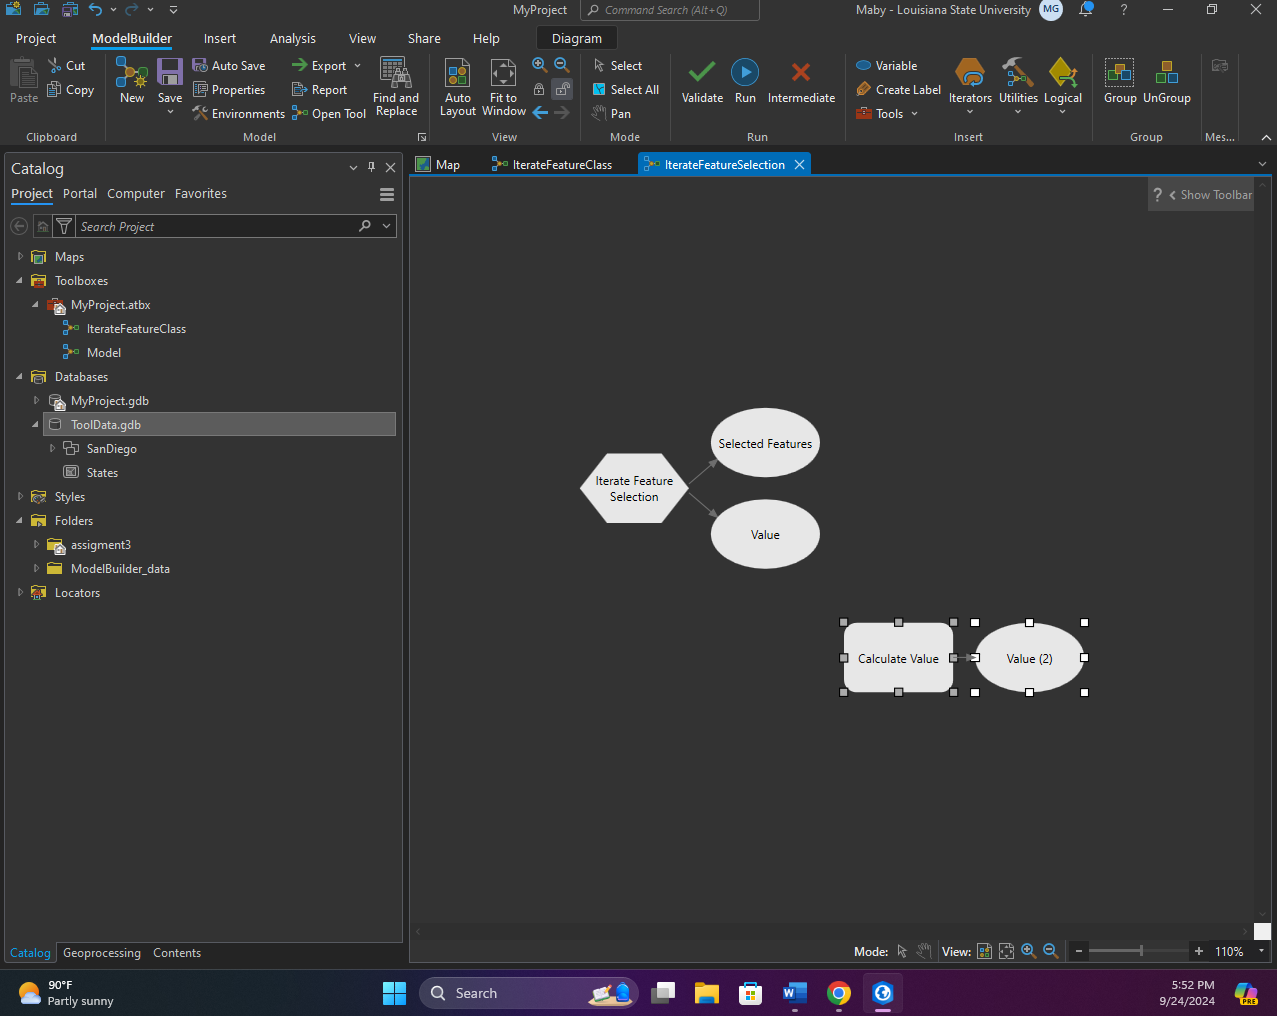 MyProject
Command Search (Alt+Q)
Maby - Louisiana State University
MG
?
Project
ModelBuilder
Insert
Analysis
View
Share
Help
Diagram
Paste
Cut
Copy
Clipboard
New
Save
Auto Save
Properties
Environments
Export
Report
Open Tool
Find and
Replace
Model
Auto
Layout
Fit to
Window
View
Select
Select All
Pan
Mode
Validate
Run
Intermediate
Run
Variable
Create Label
Tools
Iterators
Utilities
Logical
Insert
Group
UnGroup
Group
Mes...
Catalog
Project
Portal
Computer
Favorites
Search Project
Maps
Toolboxes
MyProject.atbx
IterateFeatureClass
Model
Databases
MyProject.gdb
ToolData.gdb
SanDiego
States
Styles
Folders
assigment3
ModelBuilder_data
Locators
Catalog
Geoprocessing
Contents
Map
IterateFeatureClass
IterateFeatureSelection
? Show Toolbar
Iterate Feature
Selection
Selected Features
Value
Calculate Value
Value (2)
Mode:
View:
110%
90°F
Partly sunny
Search
PRE
5:52 PM
9/24/2024